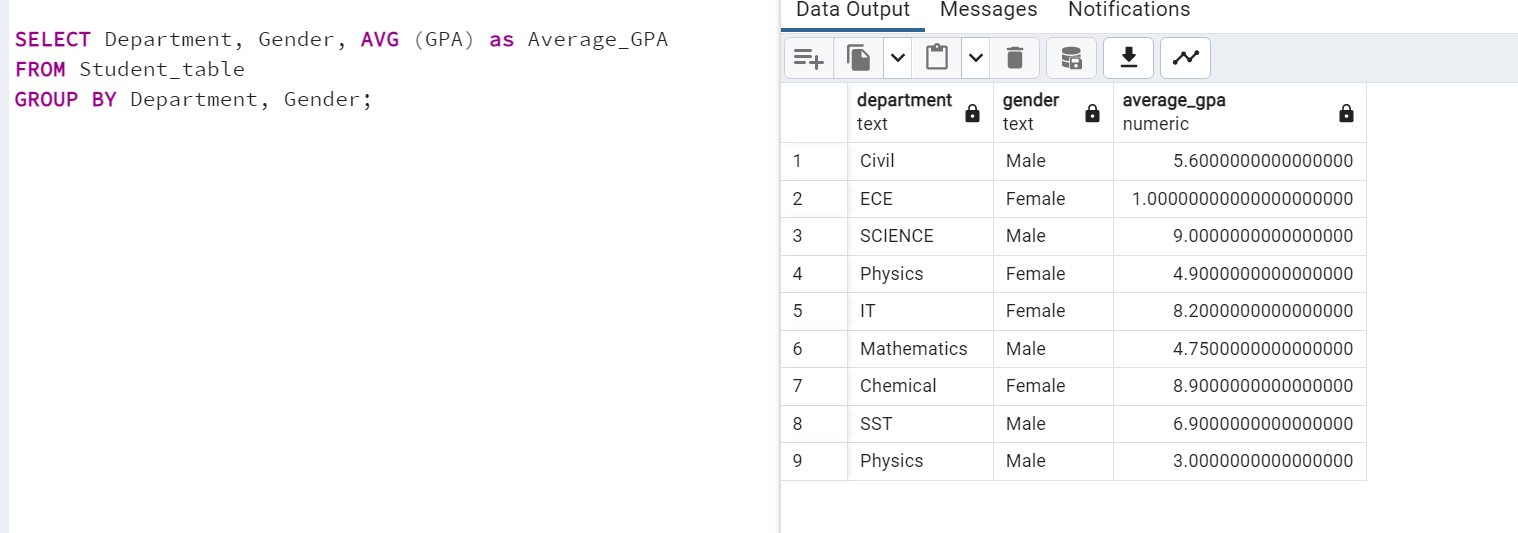 SELECT Department, Gender, AVG (GPA) as Average_GPA
FROM Student_table
GROUP BY Department, Gender;
Data Output Messages Notifications
department gender average_gpa
text text numeric
1 Civil Male 5.6000000000000000
2 ECE Female 1.00000000000000000000
3 SCIENCE Male 9.0000000000000000
4 Physics Female 4.9000000000000000
5 IT Female 8.2000000000000000
6 Mathematics Male 4.7500000000000000
7 Chemical Female 8.9000000000000000
8 SST Male 6.9000000000000000
9 Physics Male 3.0000000000000000